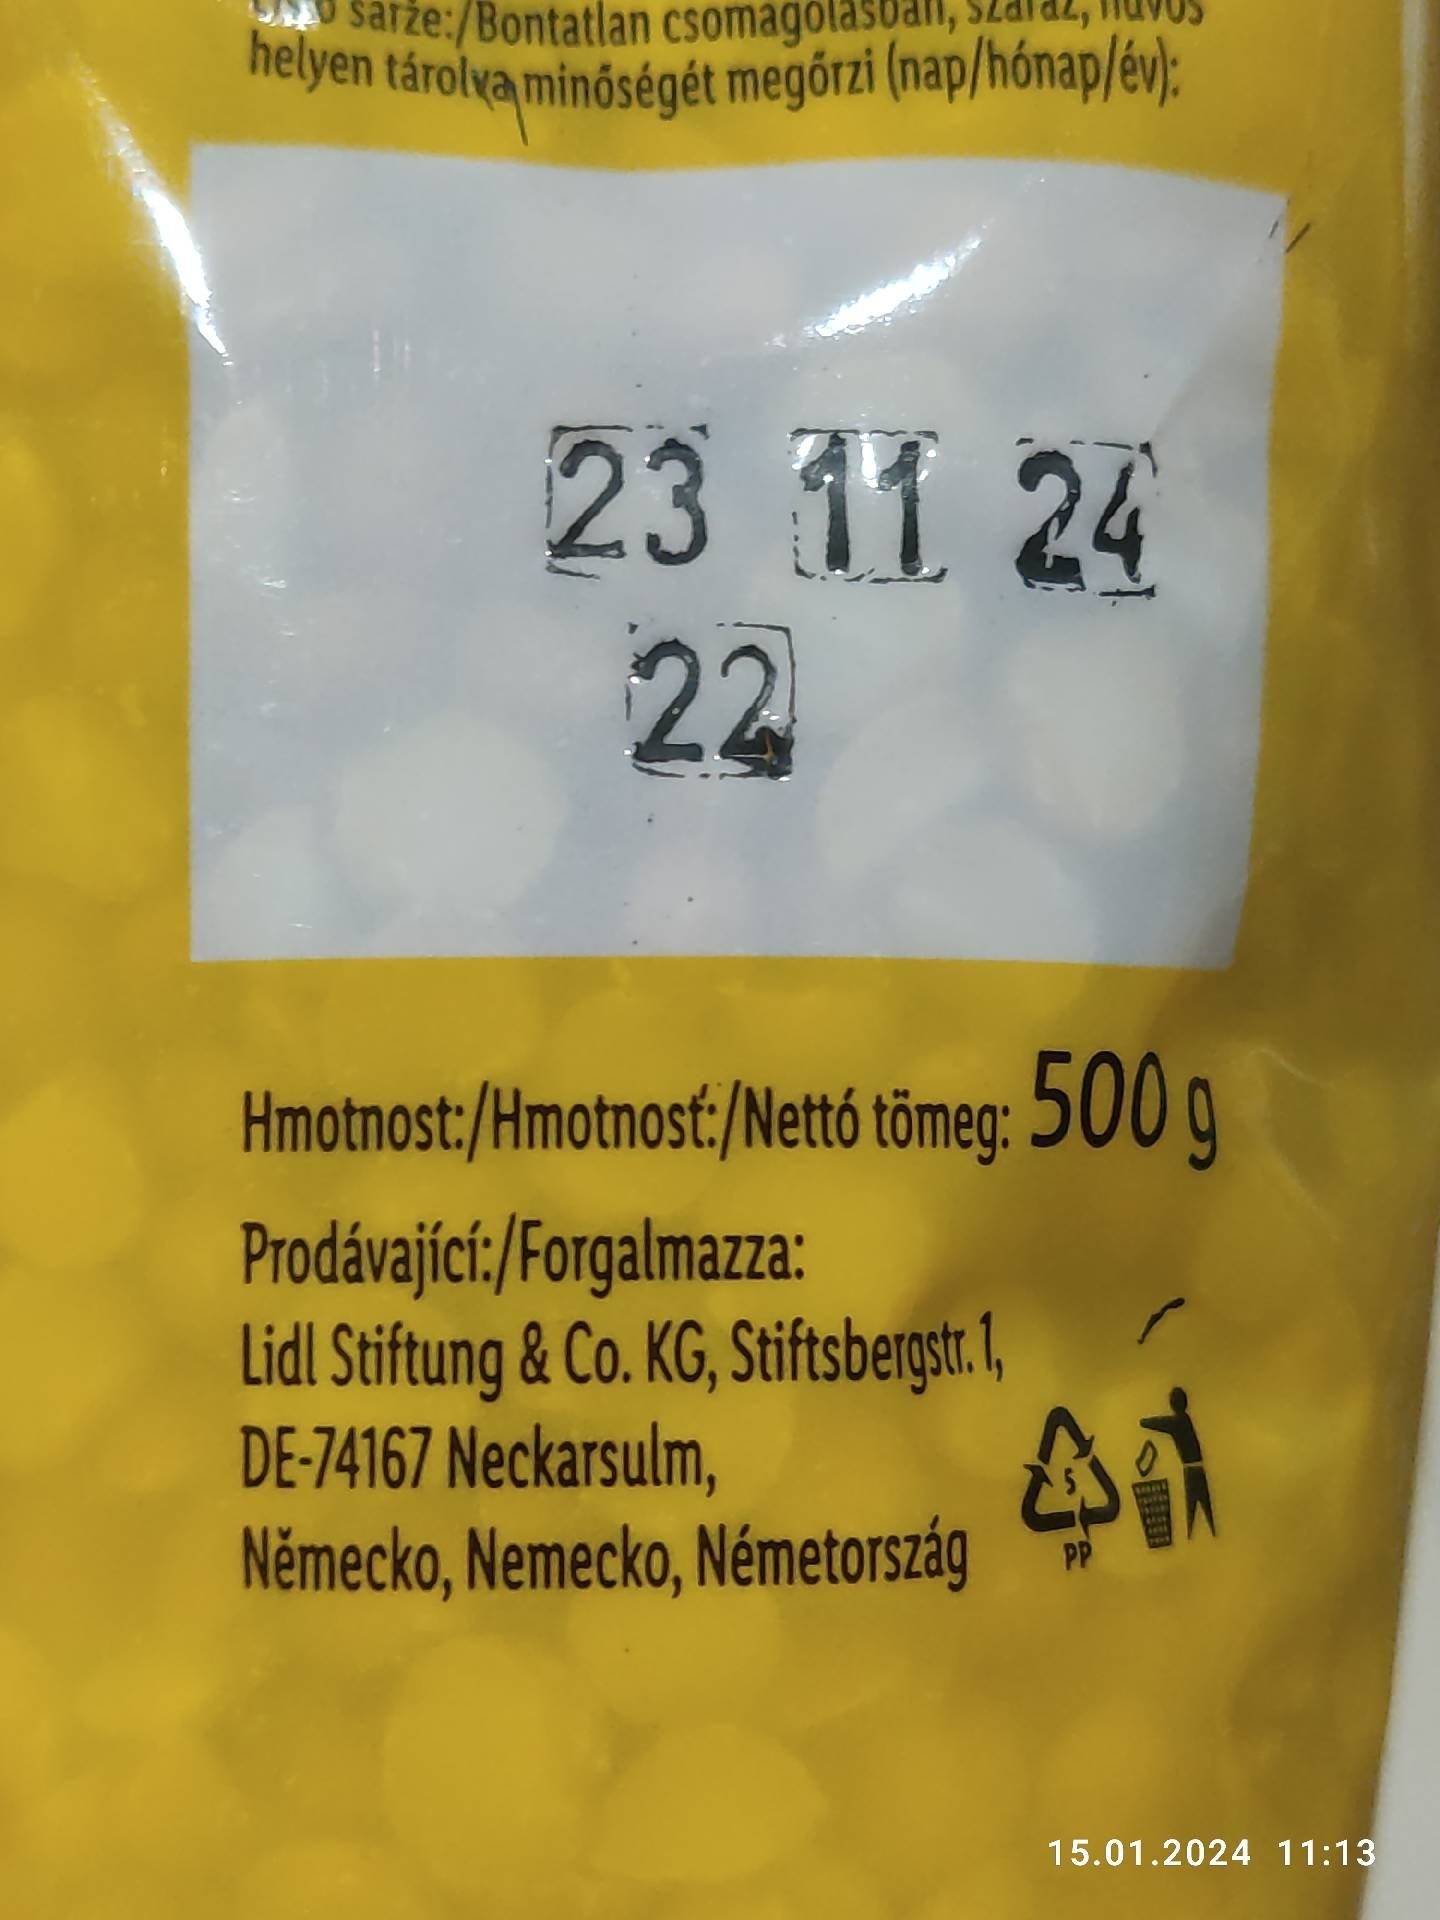 šarže:/Bontatlan csomagolásban, száraz, hűvös
helyen tárolva minőségét megőrzi (nap/hónap/év):
23 11 24
22
Hmotnost:/Hmotnosť:/Nettó tömeg: 500 g
Prodávající:/Forgalmazza:
Lidl Stiftung & Co. KG, Stiftsbergstr. 1,
DE-74167 Neckarsulm,
Německo, Nemecko, Németország
5
PP
15.01.2024 11:13